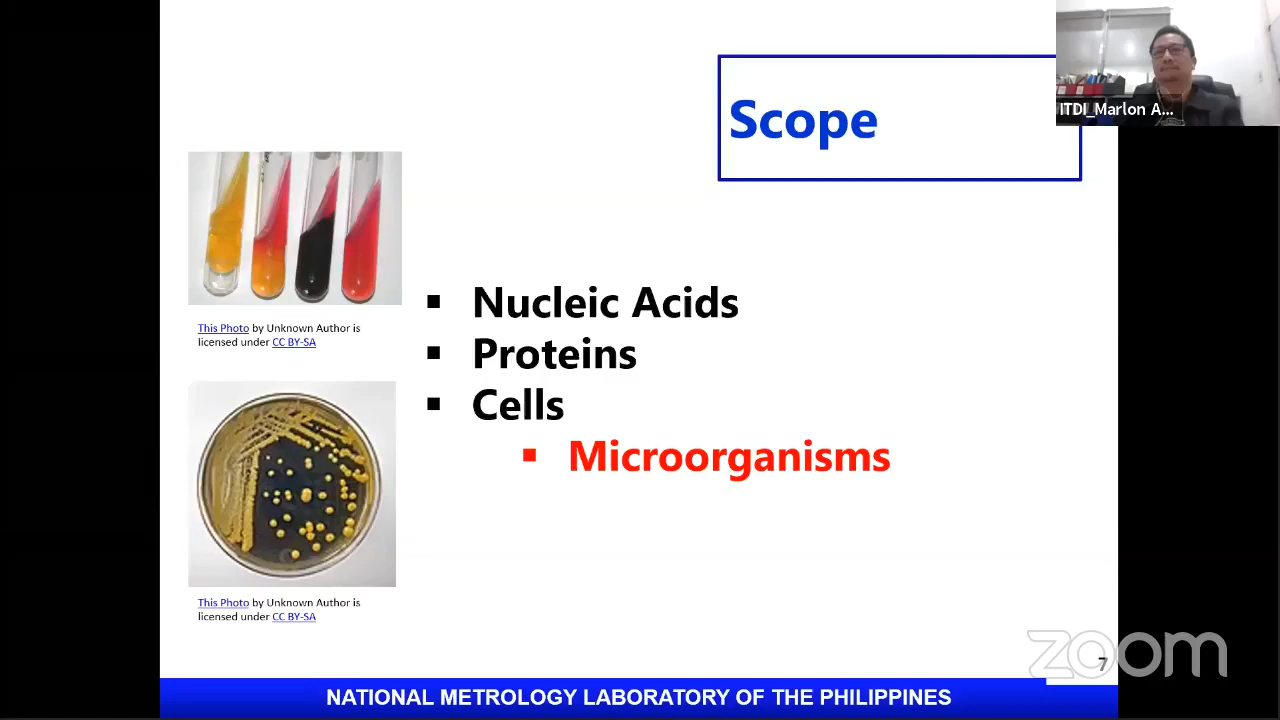 ITDI_Marlon A...
Scope
This Photo by Unknown Author is
licensed under CC BY-SA
▪ Nucleic Acids
▪ Proteins
▪ Cells
▪ Microorganisms
This Photo by Unknown Author is
licensed under CC BY-SA
zoom
7
NATIONAL METROLOGY LABORATORY OF THE PHILIPPINES